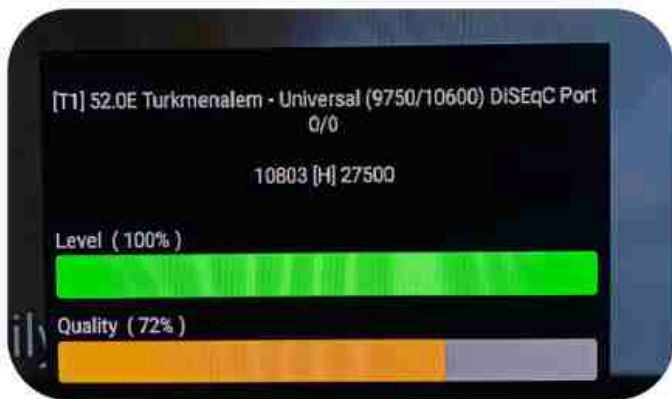 [T1] 52.0E Turkmenalem - Universal (9750/10600) DiSEqC Port
0/0
10803 [H] 27500
Level ( 100% )
Quality ( 72% )